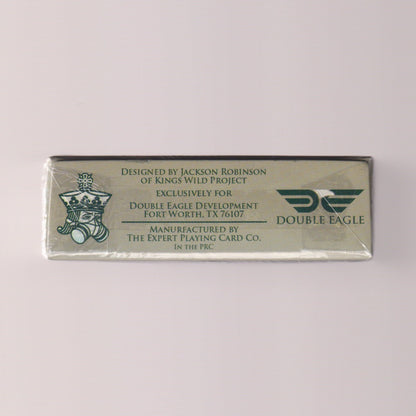 Designed by Jackson Robinson
of Kings Wild Project
exclusively for
Double Eagle Development
Fort Worth, TX 76107
Manurfactured by
The Expert Playing Card Co.
In the PRC
DOUBLE EAGLE